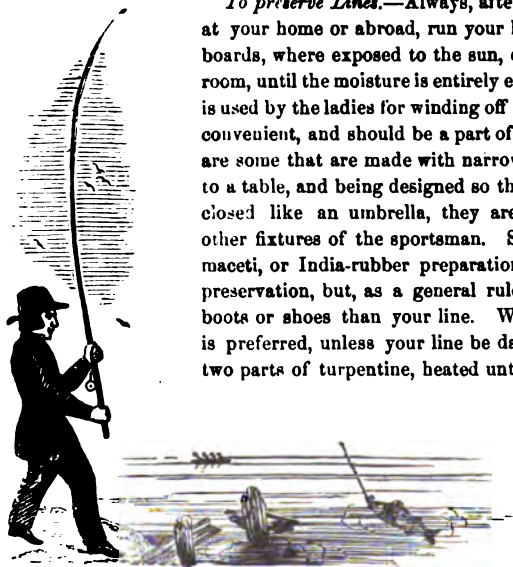 To preserve Lines.—Always, afte
at your home or abroad, run your
boards, where exposed to the sun,
room, until the moisture is entirely e
is used by the ladies for winding off
convenient, and should be a part of
are some that are made with narrow
to a table, and being designed so th
closed like an umbrella, they are
other fixtures of the sportsman. S
maceti, or India-rubber preparation
preservation, but, as a general rule
boots or shoes than your line. W
is preferred, unless your line be da
two parts of turpentine, heated unt